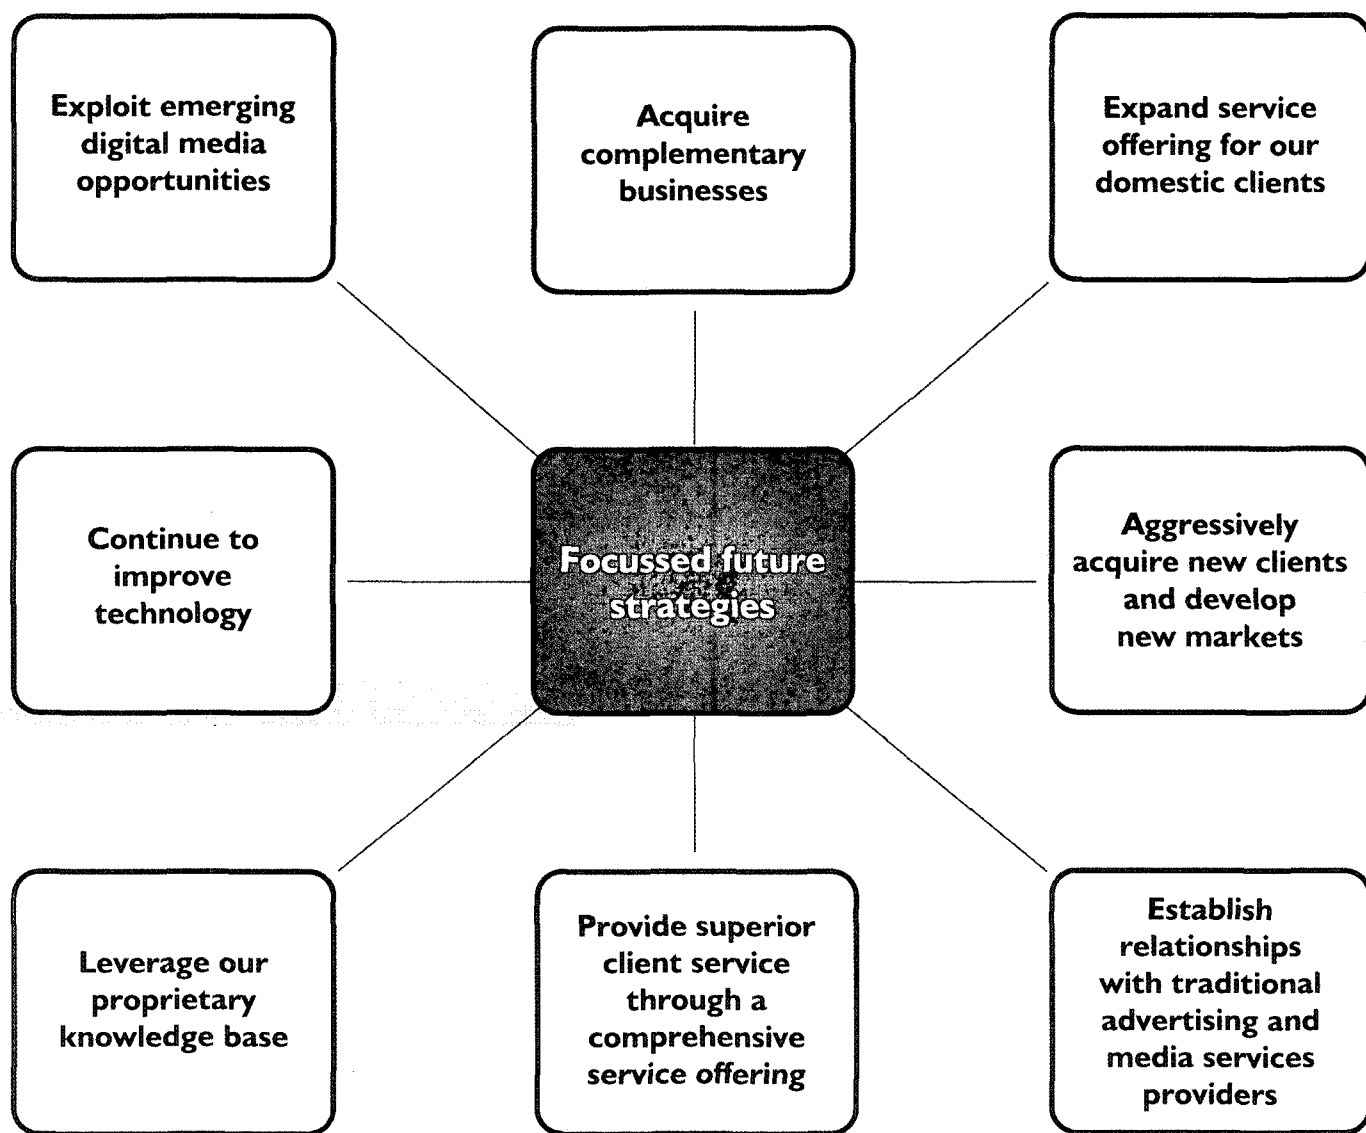 Exploit emerging
digital media
opportunities
Acquire
complementary
businesses
Expand service
offering for our
domestic clients
Continue to
improve
technology
Focussed future
strategies
Aggressively
acquire new clients
and develop
new markets
Leverage our
proprietary
knowledge base
Provide superior
client service
through a
comprehensive
service offering
Establish
relationships
with traditional
advertising and
media services
providers